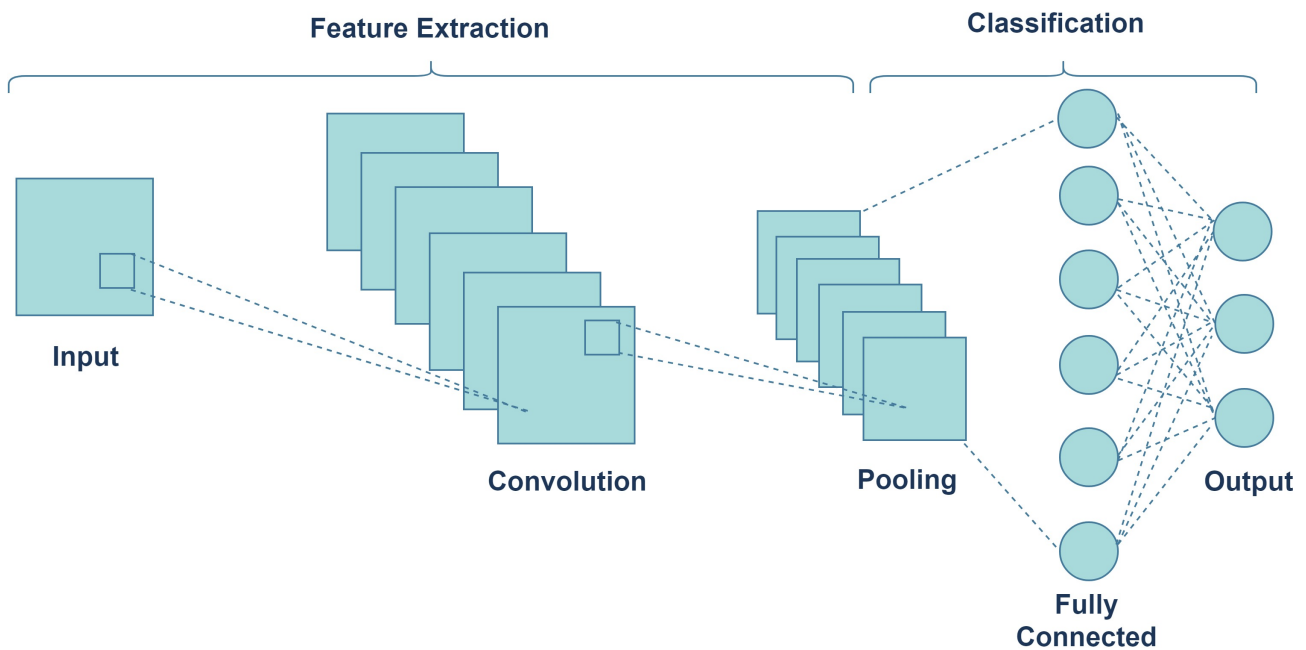 Feature Extraction
Classification
Input
Convolution
Pooling
Output
Fully
Connected